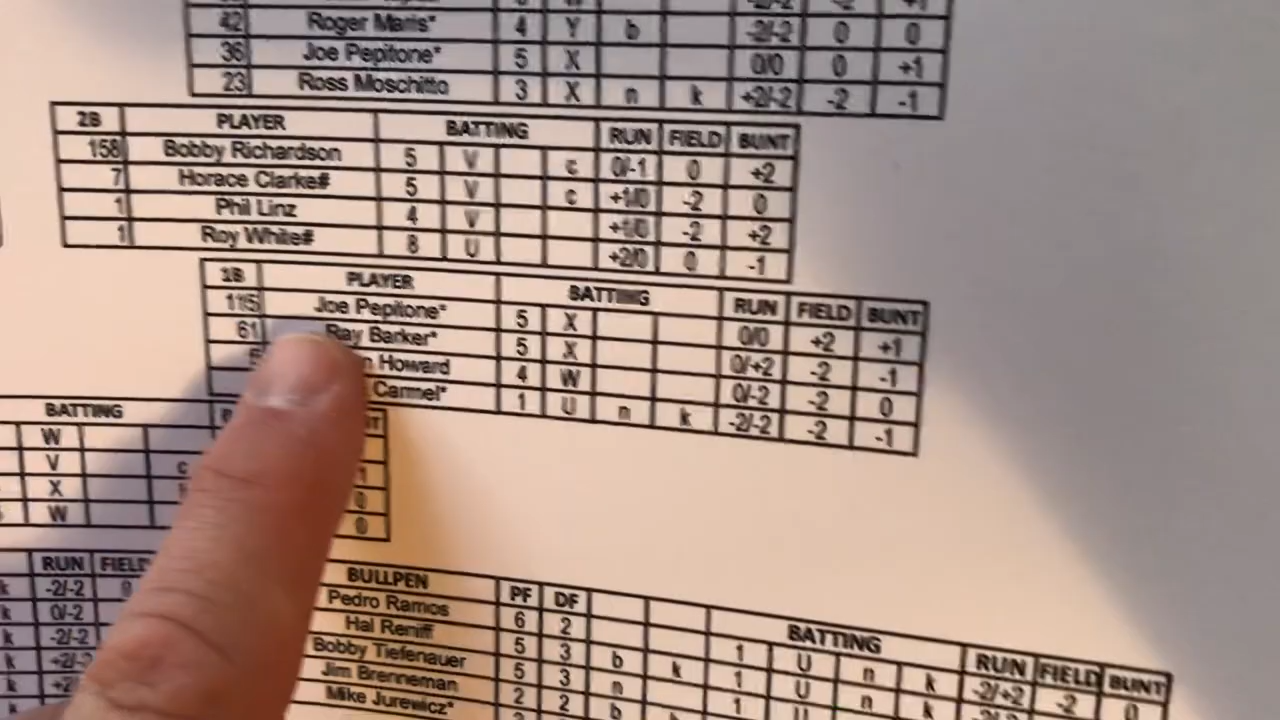 42 Roger Maris* 4 Y b -2/-2 0 0
36 Joe Pepitone* 5 X 0/0 0 +1
23 Ross Moschitto 3 X n k +2/-2 -2 -1
2B PLAYER BATTING RUN FIELD BUNT
158 Bobby Richardson 5 V c 0/-1 0 +2
7 Horace Clarke# 5 V c +1/0 -2 0
1 Phil Linz 4 V +1/0 -2 +2
1 Roy White# 8 U +2/0 0 -1
1B PLAYER BATTING RUN FIELD BUNT
115 Joe Pepitone* 5 X 0/0 +2 +1
61 Ray Barker* 5 X 0/+2 -2 -1
Howard 4 W 0/-2 -2 0
Carmel* 1 U n k -2/-2 -2 -1
BATTING
W
V c
X
W
1
0
0
RUN FIELD
k -2/-2
k 0/-2
k -2/-2
k
k
BULLPEN PF DF BATTING RUN FIELD BUNT
Pedro Ramos 6 2 1 U n k -2/+2 -2 0
Hal Reniff 5 3 b k 1 U n k
Bobby Tiefenauer 5 3 n 1 U
Jim Brenneman 2 2 b
Mike Jurewicz*